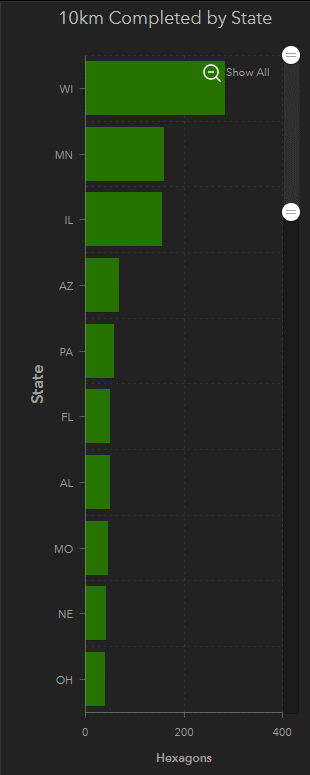 10km Completed by State
Show All
WI
MN
IL
AZ
PA
FL
AL
MO
NE
OH
State
0 200 400
Hexagons